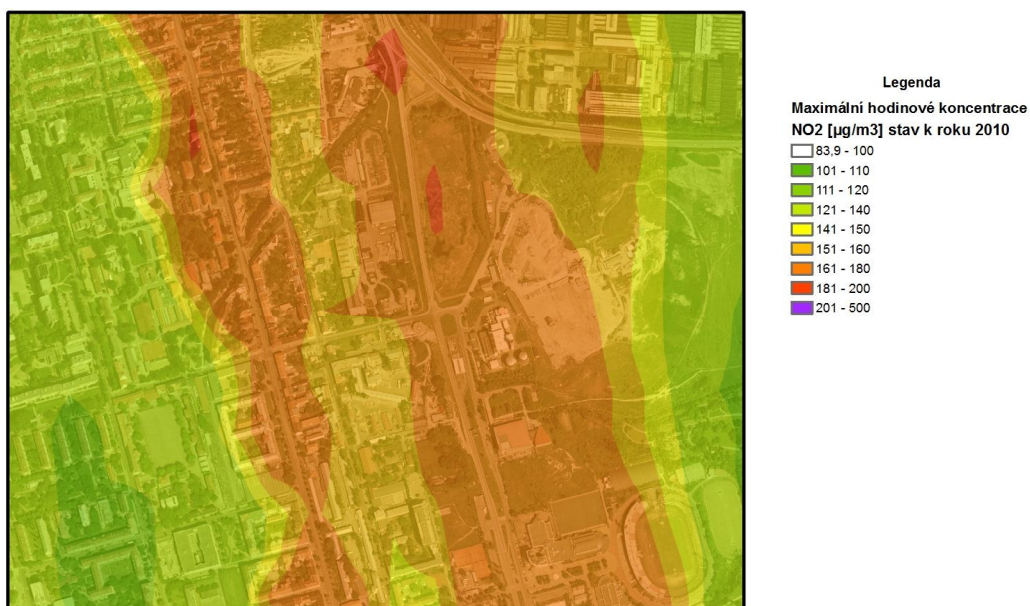 Legenda
Maximální hodinové koncentrace
NO2 [µg/m3] stav k roku 2010
83,9 - 100
101 - 110
111 - 120
121 - 140
141 - 150
151 - 160
161 - 180
181 - 200
201 - 500